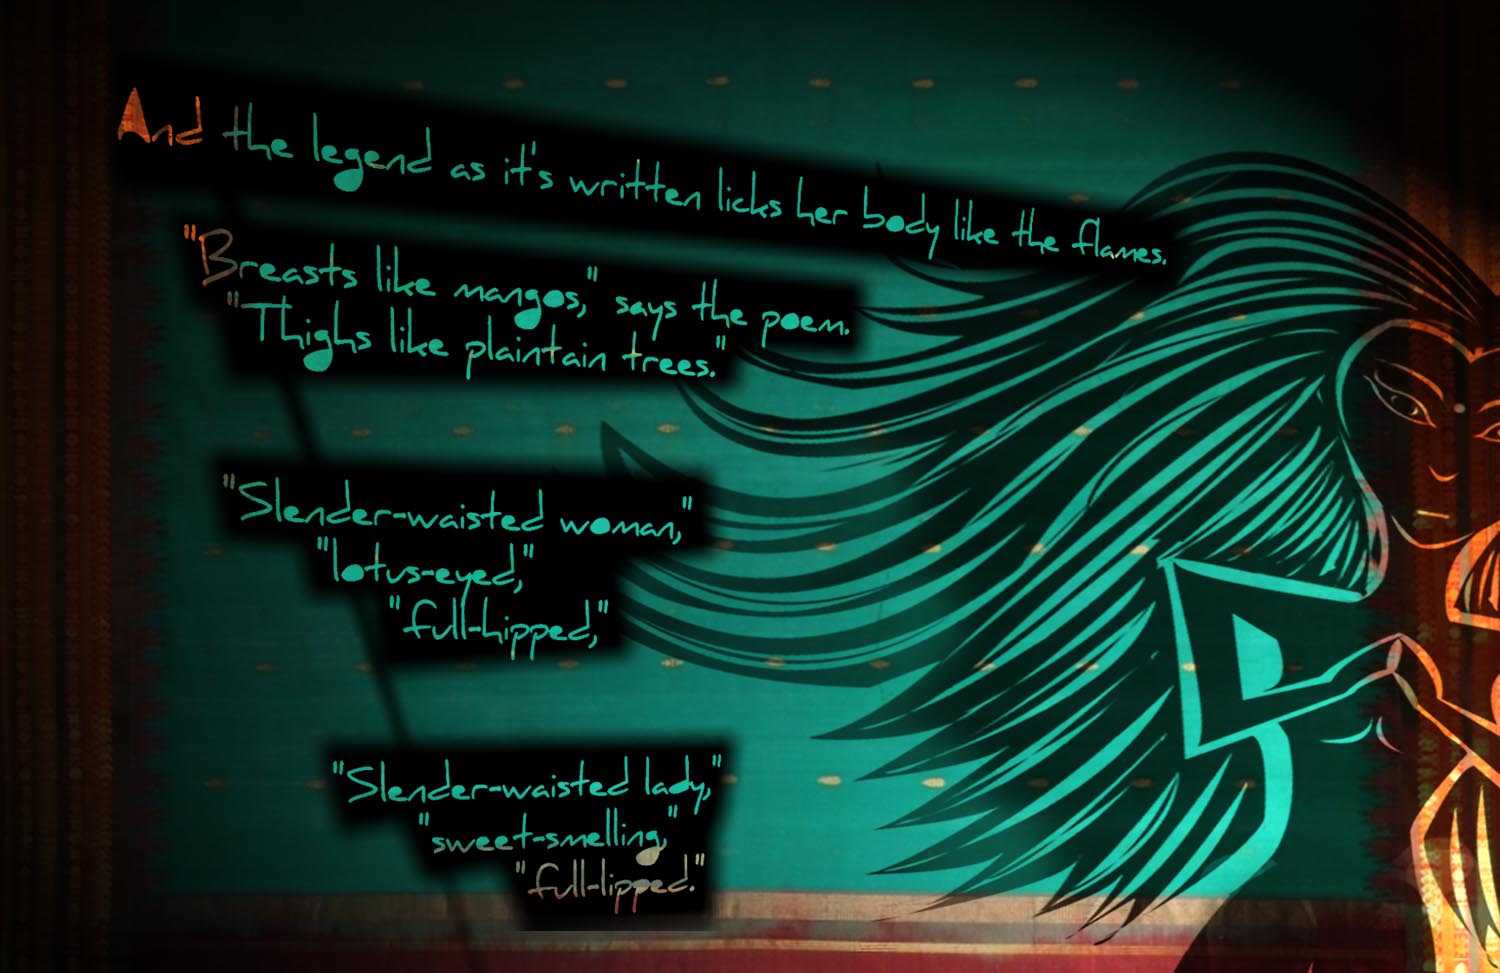 And the legend as it's written licks her body like the flames.
"Breasts like mangos," says the poem.
"Thighs like plaintain trees."
"Slender-waisted woman,"
"lotus-eyed,"
"full-hipped,"
"Slender-waisted lady,"
"sweet-smelling,"
"full-lipped."